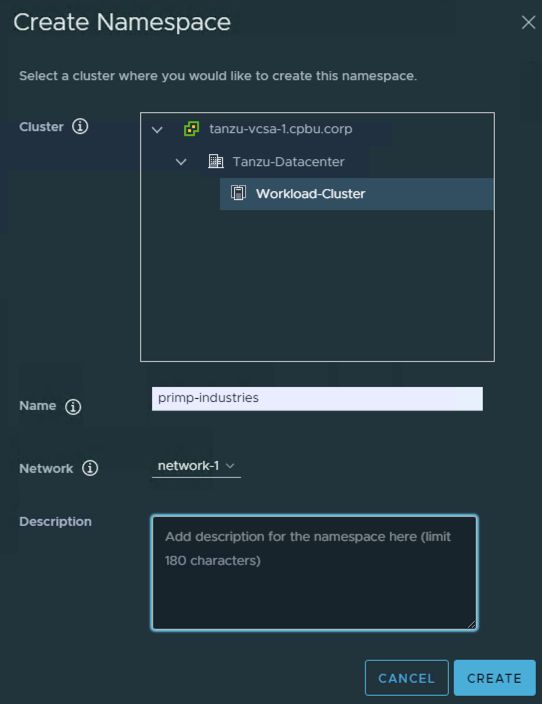 Create Namespace
Select a cluster where you would like to create this namespace.
Cluster
tanzu-vcsa-1.cpbu.corp
Tanzu-Datacenter
Workload-Cluster
Name
primp-industries
Network
network-1
Description
Add description for the namespace here (limit
180 characters)
CANCEL
CREATE